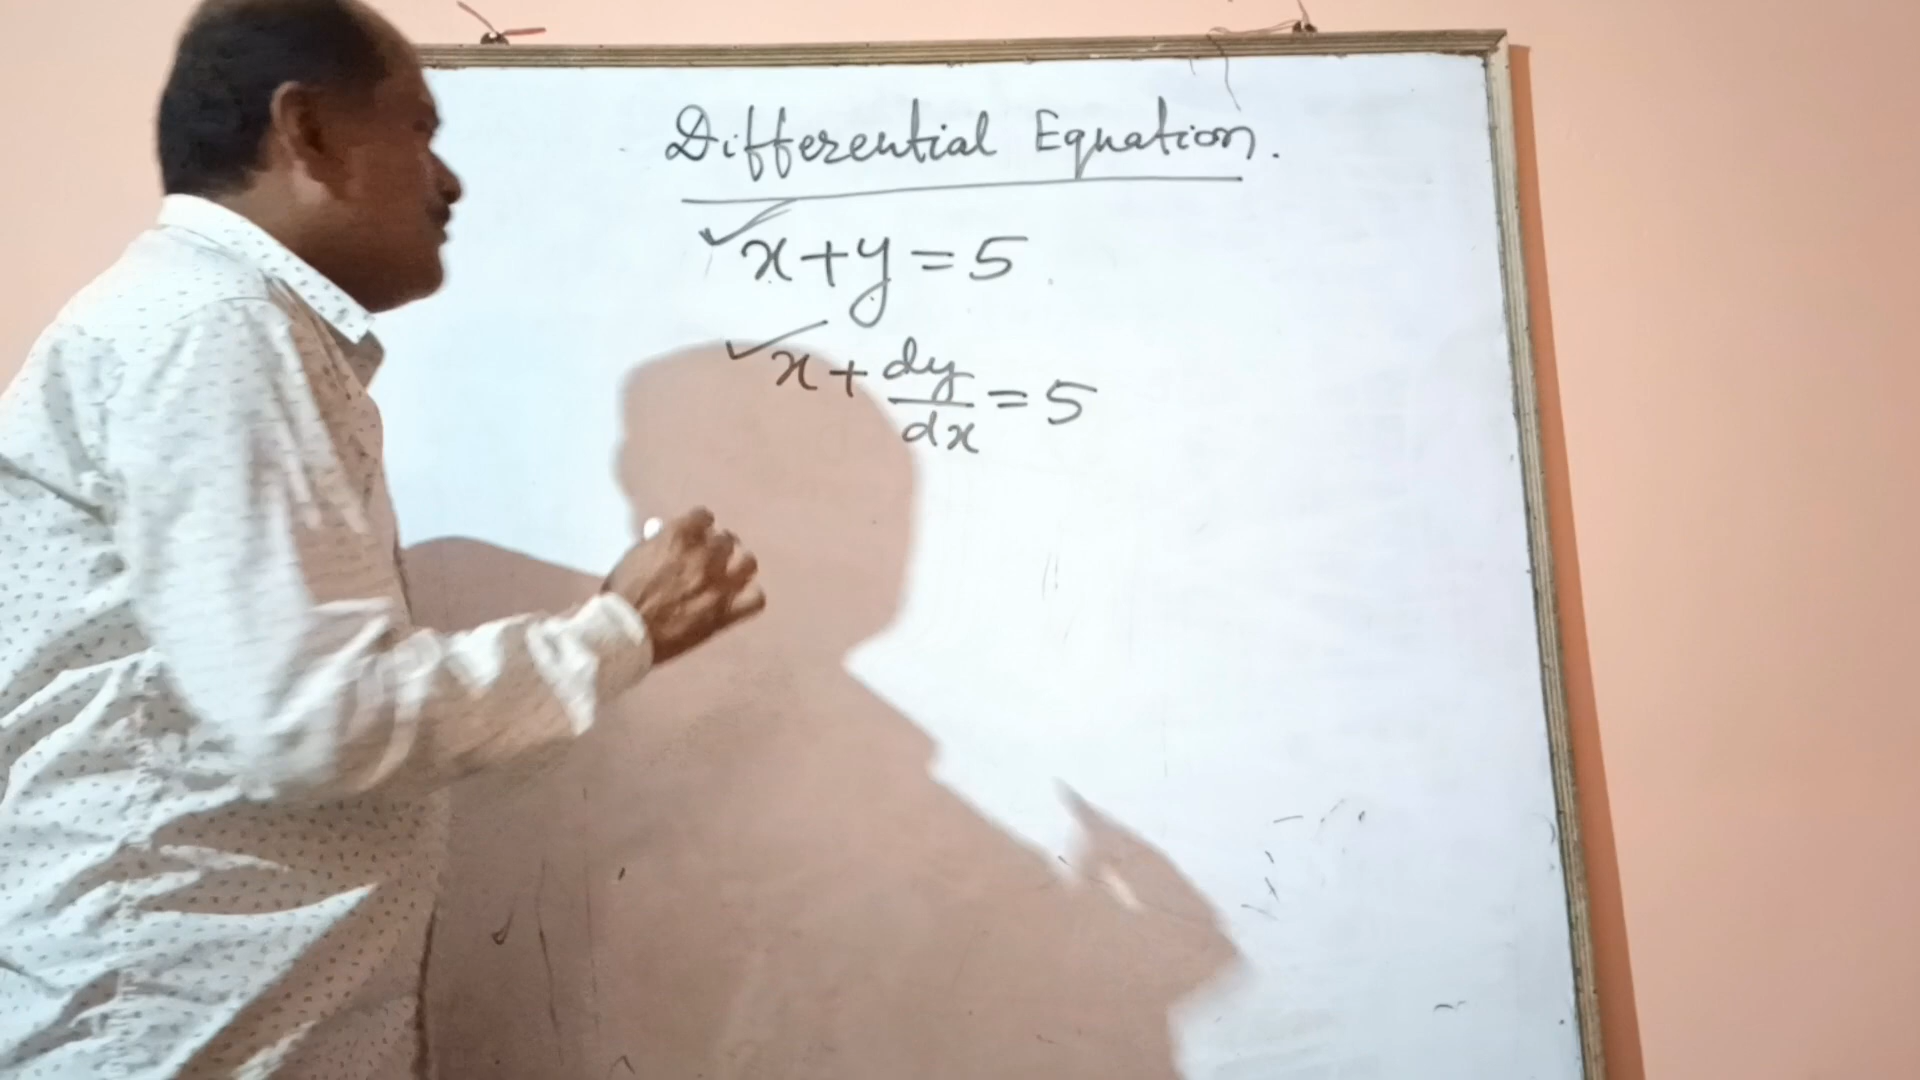 Differential Equation.
✓ x + y = 5
✓ x + dy/dx = 5